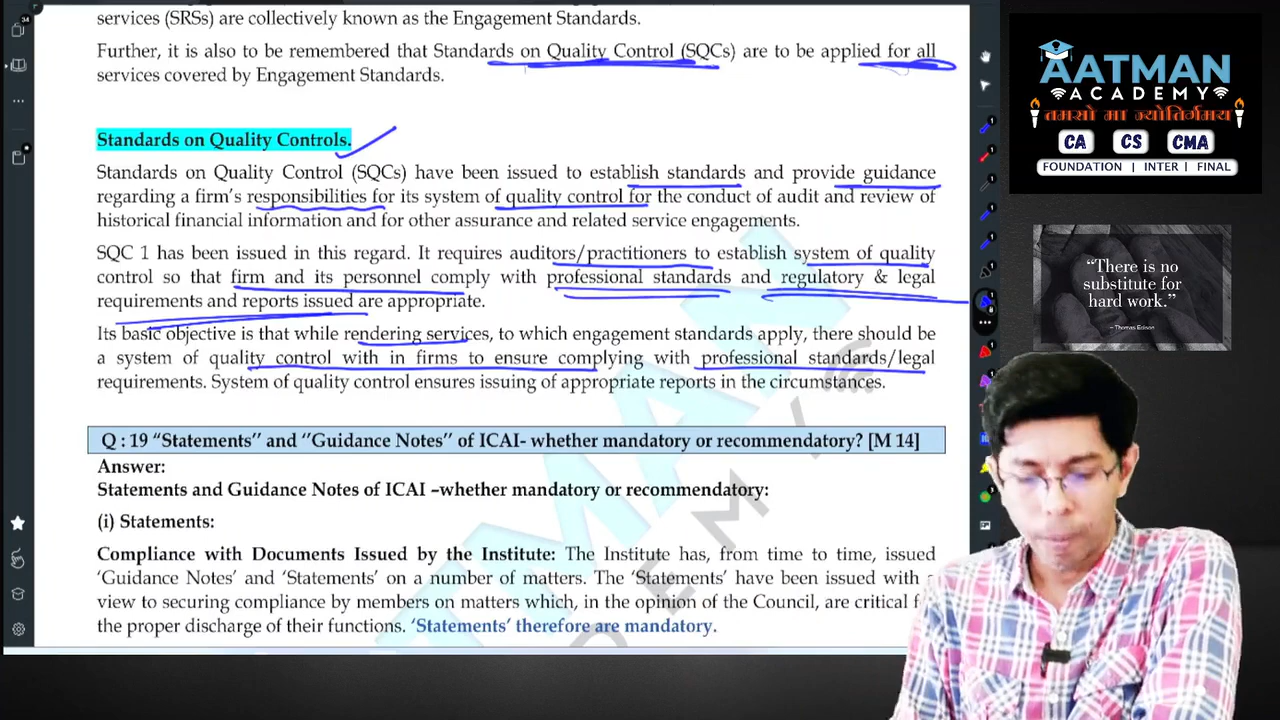 services (SRSs) are collectively known as the Engagement Standards.
Further, it is also to be remembered that Standards on Quality Control (SQCs) are to be applied for all
services covered by Engagement Standards.
Standards on Quality Controls.
Standards on Quality Control (SQCs) have been issued to establish standards and provide guidance
regarding a firm's responsibilities for its system of quality control for the conduct of audit and review of
historical financial information and for other assurance and related service engagements.
SQC 1 has been issued in this regard. It requires auditors/practitioners to establish system of quality
control so that firm and its personnel comply with professional standards and regulatory & legal
requirements and reports issued are appropriate.
Its basic objective is that while rendering services, to which engagement standards apply, there should be
a system of quality control with in firms to ensure complying with professional standards/legal
requirements. System of quality control ensures issuing of appropriate reports in the circumstances.
Q : 19 "Statements" and "Guidance Notes" of ICAI- whether mandatory or recommendatory? [M 14]
Answer:
Statements and Guidance Notes of ICAI –whether mandatory or recommendatory:
(i) Statements:
Compliance with Documents Issued by the Institute: The Institute has, from time to time, issued
'Guidance Notes' and 'Statements' on a number of matters. The 'Statements' have been issued with
view to securing compliance by members on matters which, in the opinion of the Council, are critical
the proper discharge of their functions. 'Statements' therefore are mandatory.
AATMAN
ACADEMY
तमसो मा ज्योतिर्गमय
CA CS CMA
FOUNDATION | INTER | FINAL
"There is no
substitute for
hard work."
– Thomas Edison